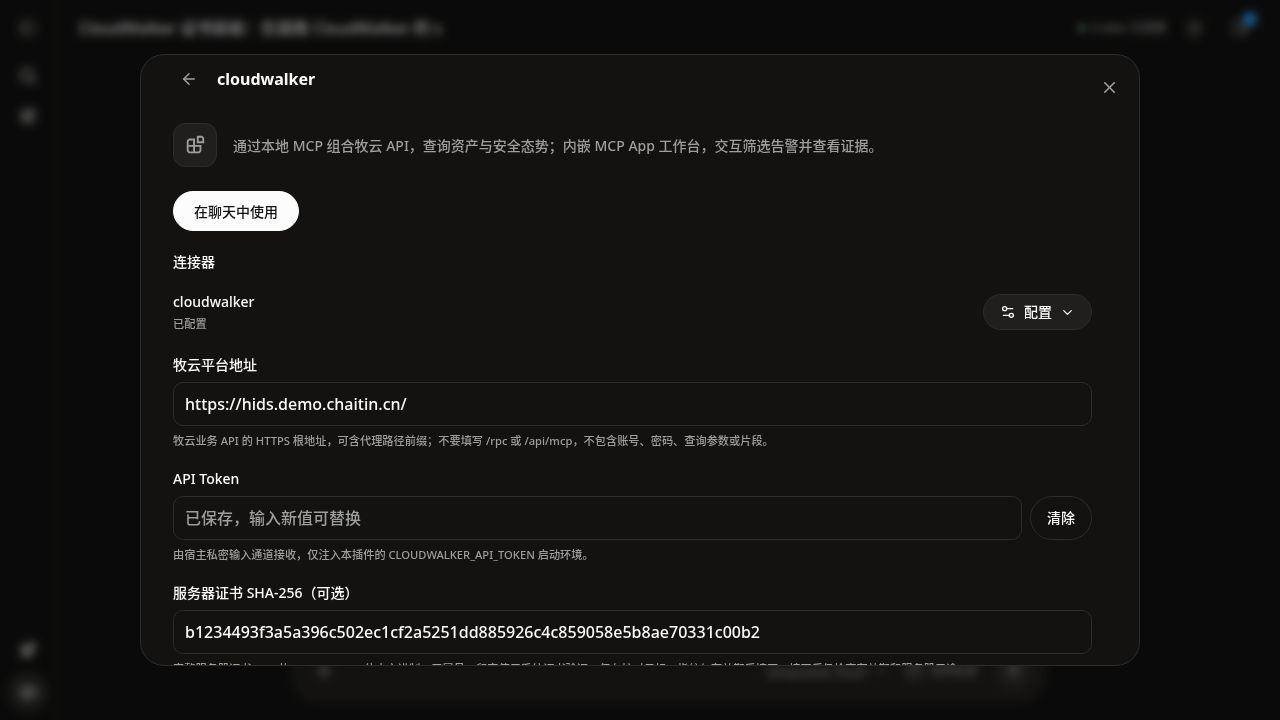 cloudwalker
通过本地 MCP 组合牧云 API，查询资产与安全态势；内嵌 MCP App 工作台，交互筛选告警并查看证据。
在聊天中使用
连接器
cloudwalker
已配置
配置
牧云平台地址
https://hids.demo.chaitin.cn/
牧云业务 API 的 HTTPS 根地址，可含代理路径前缀；不要填写 /rpc 或 /api/mcp，不包含账号、密码、查询参数或片段。
API Token
已保存，输入新值可替换
清除
由宿主私密输入通道接收，仅注入本插件的 CLOUDWALKER_API_TOKEN 启动环境。
服务器证书 SHA-256（可选）
b1234493f3a5a396c502ec1cf2a5251dd885926c4c859058e5b8ae70331c00b2